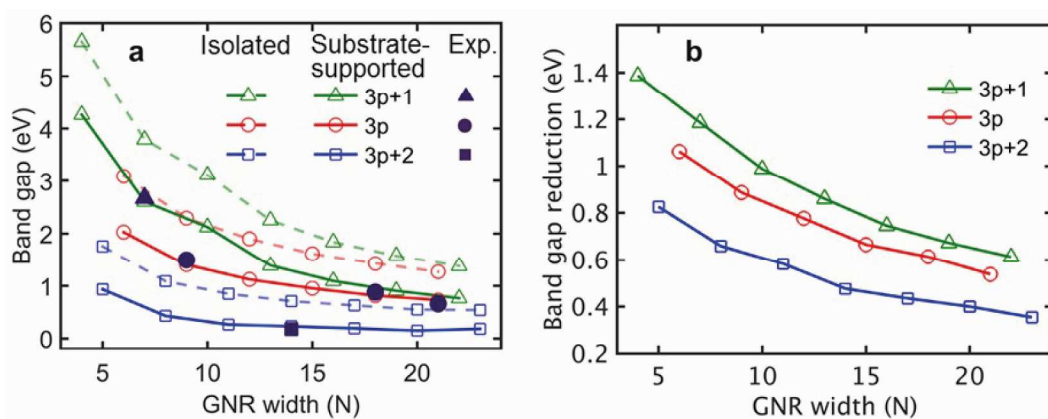 a
Isolated Substrate-supported Exp.
3p+1
3p
3p+2
6
5
4
3
2
1
0
Band gap (eV)
5 10 15 20
GNR width (N)
b
3p+1
3p
3p+2
1.4
1.2
1
0.8
0.6
0.4
0.2
Band gap reduction (eV)
5 10 15 20
GNR width (N)